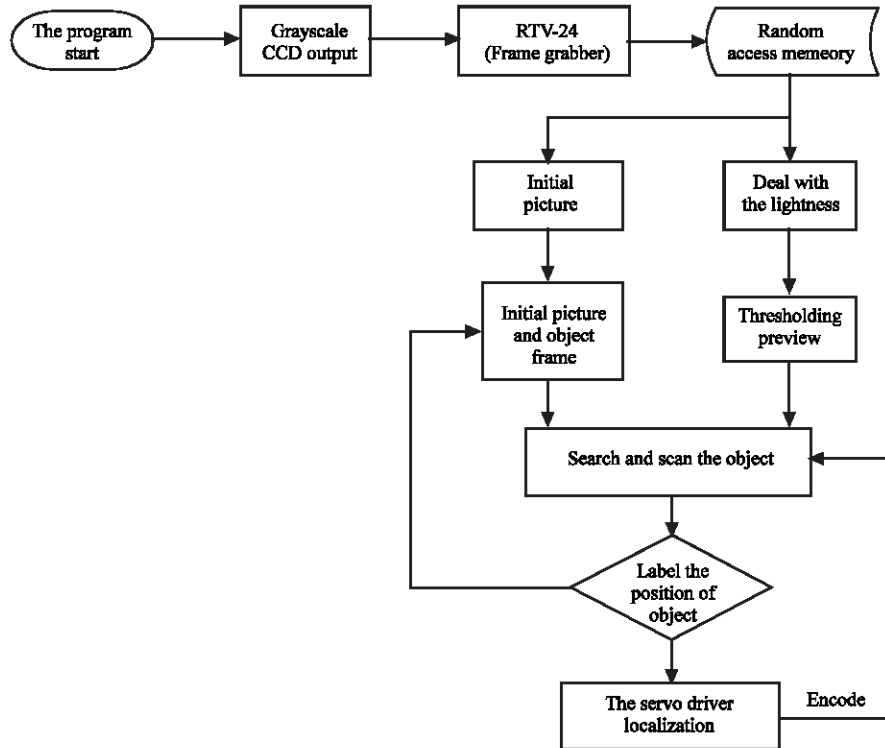 The program
start
Grayscale
CCD output
RTV-24
(Frame grabber)
Random
access memeory
Initial
picture
Deal with
the lightness
Initial picture
and object
frame
Thresholding
preview
Search and scan the object
Label the
position of
object
The servo driver
localization
Encode